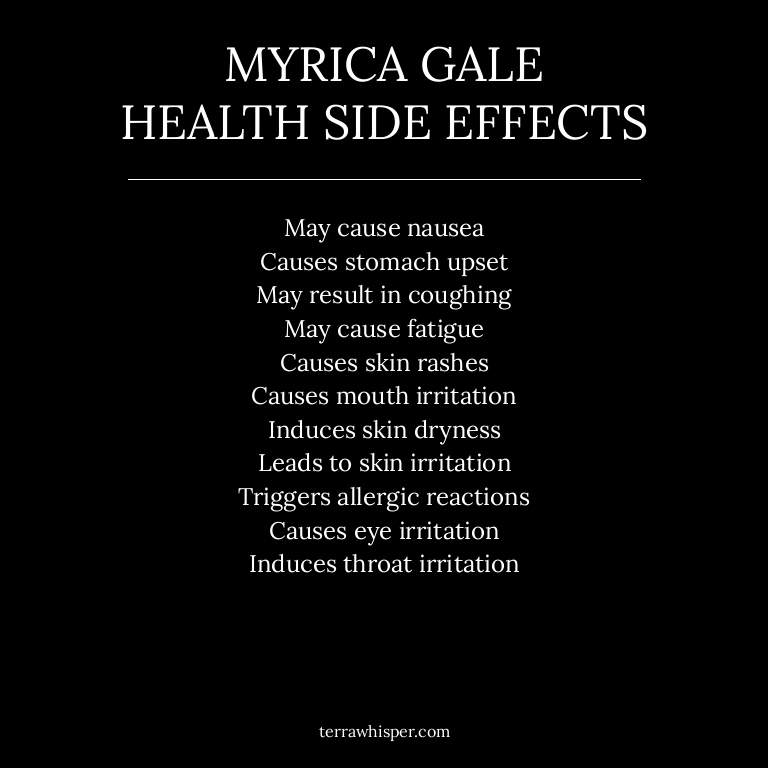 MYRICA GALE
HEALTH SIDE EFFECTS
May cause nausea
Causes stomach upset
May result in coughing
May cause fatigue
Causes skin rashes
Causes mouth irritation
Induces skin dryness
Leads to skin irritation
Triggers allergic reactions
Causes eye irritation
Induces throat irritation
terrawhisper.com